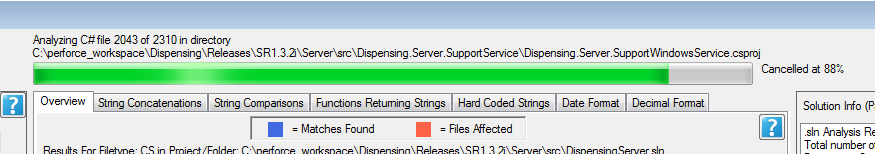 Analyzing C# file 2043 of 2310 in directory
C:\perforce_workspace\Dispensing\Releases\SR1.3.2i\Server\src\Dispensing.Server.SupportService\Dispensing.Server.SupportWindowsService.csproj
Cancelled at 88%
Overview String Concatenations String Comparisons Functions Returning Strings Hard Coded Strings Date Format Decimal Format
? ?
= Matches Found = Files Affected
Solution Info (P
.sln Analysis Re
Total number of
Results For Filetype: CS in Project/Folder: C:\perforce_workspace\Dispensing\Releases\SR1.3.2i\Server\src\DispensingServer.sln